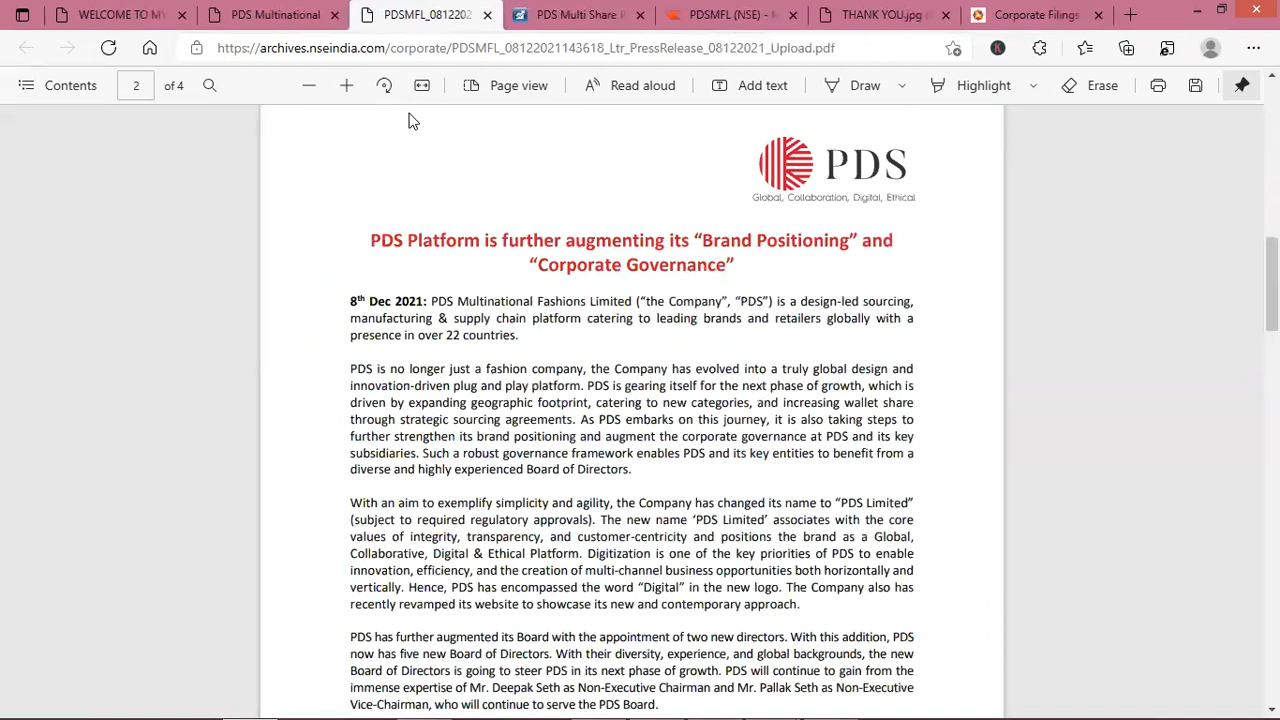 WELCOME TO MY
PDS Multinational
PDSMFL_0812202
PDS Multi Share P
PDSMFL (NSE) -
THANK YOU.jpg
Corporate Filings
https://archives.nseindia.com/corporate/PDSMFL_08122021143618_Ltr_PressRelease_08122021_Upload.pdf
Contents
2 of 4
Page view
Read aloud
Add text
Draw
Highlight
Erase
PDS
Global, Collaboration, Digital, Ethical
PDS Platform is further augmenting its “Brand Positioning” and
“Corporate Governance”
8th Dec 2021: PDS Multinational Fashions Limited (“the Company”, “PDS”) is a design-led sourcing,
manufacturing & supply chain platform catering to leading brands and retailers globally with a
presence in over 22 countries.
PDS is no longer just a fashion company, the Company has evolved into a truly global design and
innovation-driven plug and play platform. PDS is gearing itself for the next phase of growth, which is
driven by expanding geographic footprint, catering to new categories, and increasing wallet share
through strategic sourcing agreements. As PDS embarks on this journey, it is also taking steps to
further strengthen its brand positioning and augment the corporate governance at PDS and its key
subsidiaries. Such a robust governance framework enables PDS and its key entities to benefit from a
diverse and highly experienced Board of Directors.
With an aim to exemplify simplicity and agility, the Company has changed its name to “PDS Limited”
(subject to required regulatory approvals). The new name ‘PDS Limited’ associates with the core
values of integrity, transparency, and customer-centricity and positions the brand as a Global,
Collaborative, Digital & Ethical Platform. Digitization is one of the key priorities of PDS to enable
innovation, efficiency, and the creation of multi-channel business opportunities both horizontally and
vertically. Hence, PDS has encompassed the word “Digital” in the new logo. The Company also has
recently revamped its website to showcase its new and contemporary approach.
PDS has further augmented its Board with the appointment of two new directors. With this addition, PDS
now has five new Board of Directors. With their diversity, experience, and global backgrounds, the new
Board of Directors is going to steer PDS in its next phase of growth. PDS will continue to gain from the
immense expertise of Mr. Deepak Seth as Non-Executive Chairman and Mr. Pallak Seth as Non-Executive
Vice-Chairman, who will continue to serve the PDS Board.